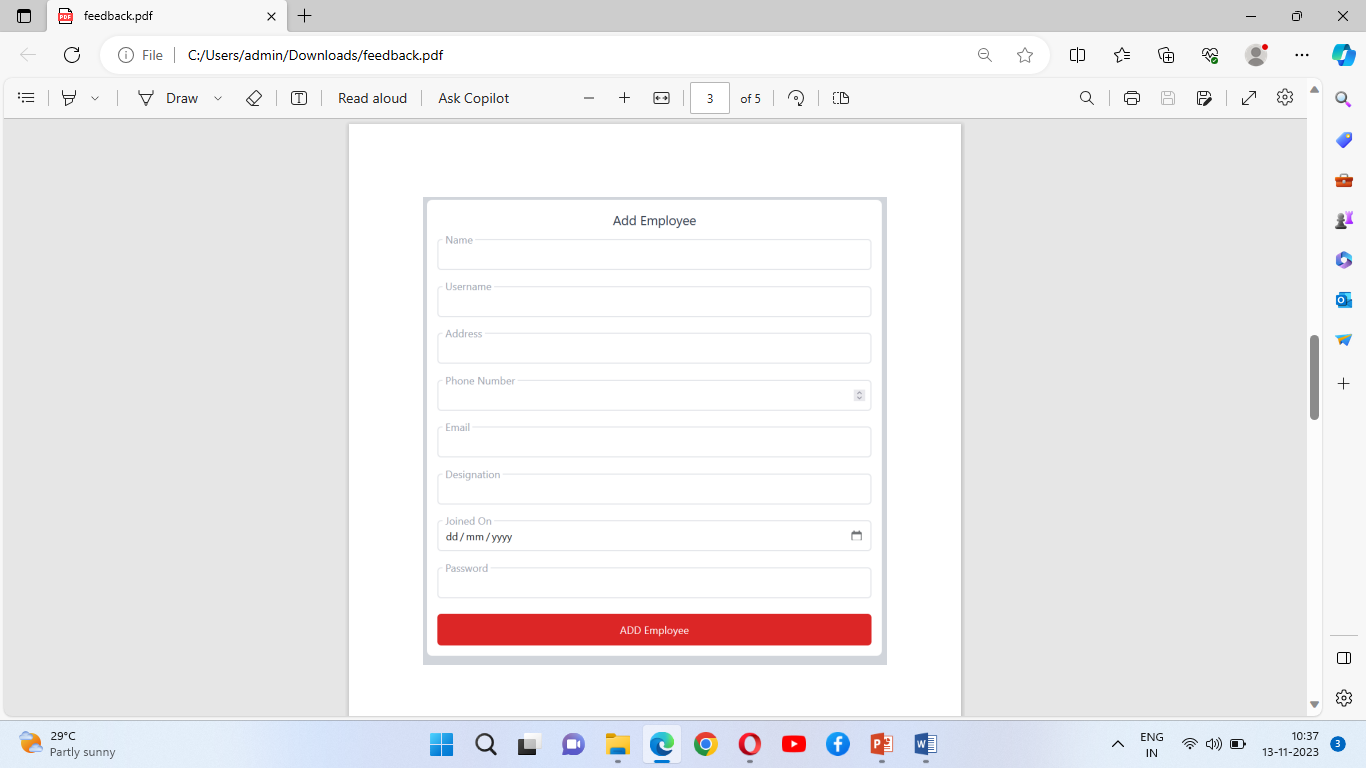 feedback.pdf
File
C:/Users/admin/Downloads/feedback.pdf
Draw
Read aloud
Ask Copilot
3
of 5
Add Employee
Name
Username
Address
Phone Number
Email
Designation
Joined On
dd/mm/yyyy
Password
ADD Employee
29°C
Partly sunny
ENG
IN
10:37
13-11-2023
3